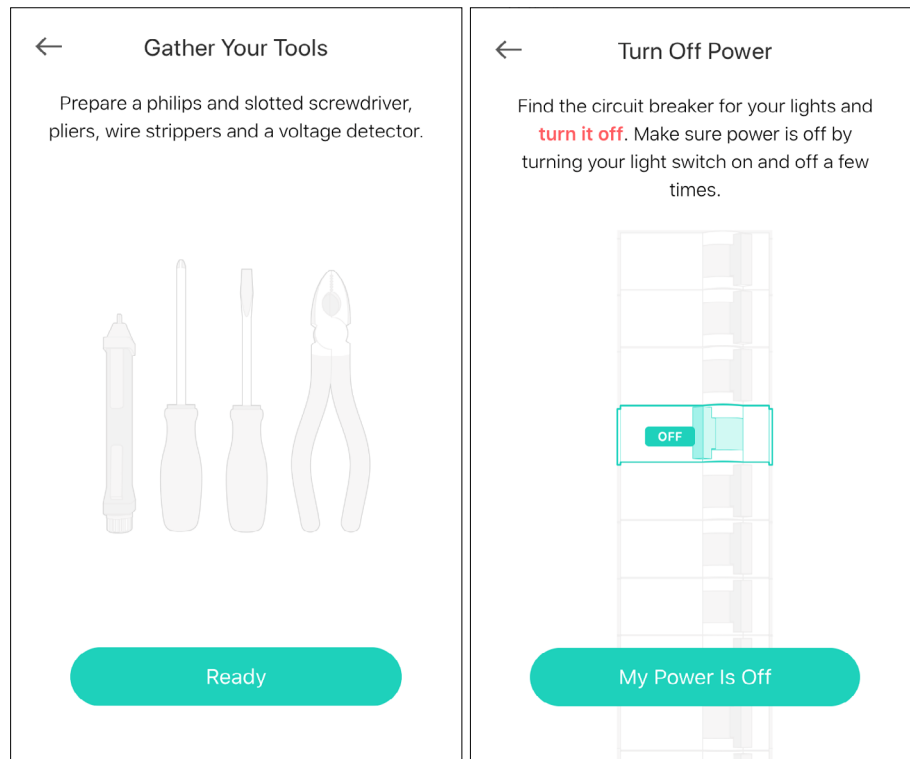 Gather Your Tools
Prepare a philips and slotted screwdriver,
pliers, wire strippers and a voltage detector.
Ready
Turn Off Power
Find the circuit breaker for your lights and
turn it off. Make sure power is off by
turning your light switch on and off a few
times.
OFF
My Power Is Off